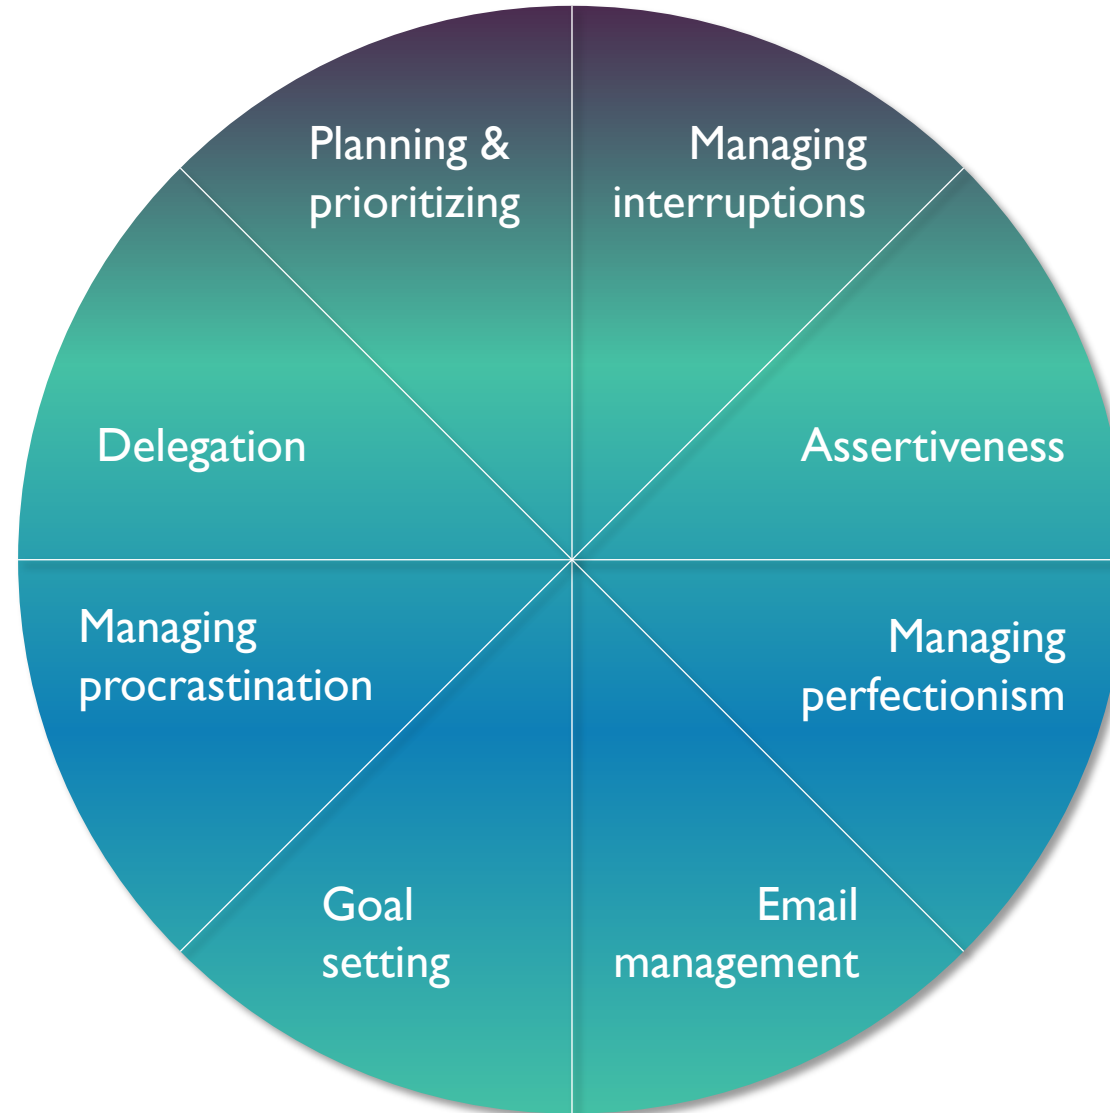 Planning &
prioritizing
Managing
interruptions
Delegation
Assertiveness
Managing
procrastination
Managing
perfectionism
Goal
setting
Email
management